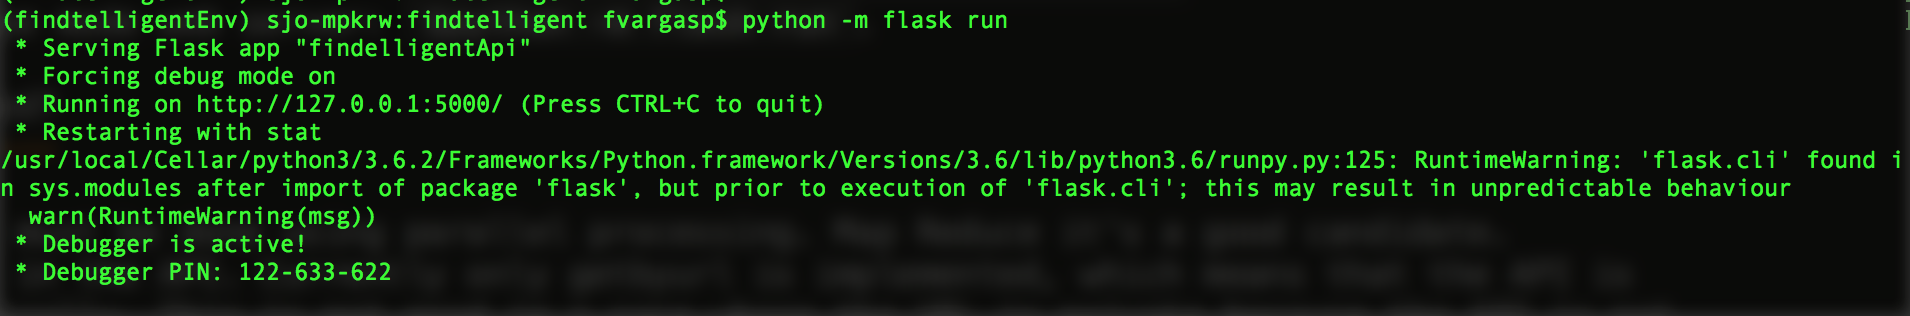 (findtelligentEnv) sjo-mpkrw:findtelligent fvargasp$ python -m flask run
 * Serving Flask app "findelligentApi"
 * Forcing debug mode on
 * Running on http://127.0.0.1:5000/ (Press CTRL+C to quit)
 * Restarting with stat
/usr/local/Cellar/python3/3.6.2/Frameworks/Python.framework/Versions/3.6/lib/python3.6/runpy.py:125: RuntimeWarning: 'flask.cli' found i
n sys.modules after import of package 'flask', but prior to execution of 'flask.cli'; this may result in unpredictable behaviour
  warn(RuntimeWarning(msg))
 * Debugger is active!
 * Debugger PIN: 122-633-622